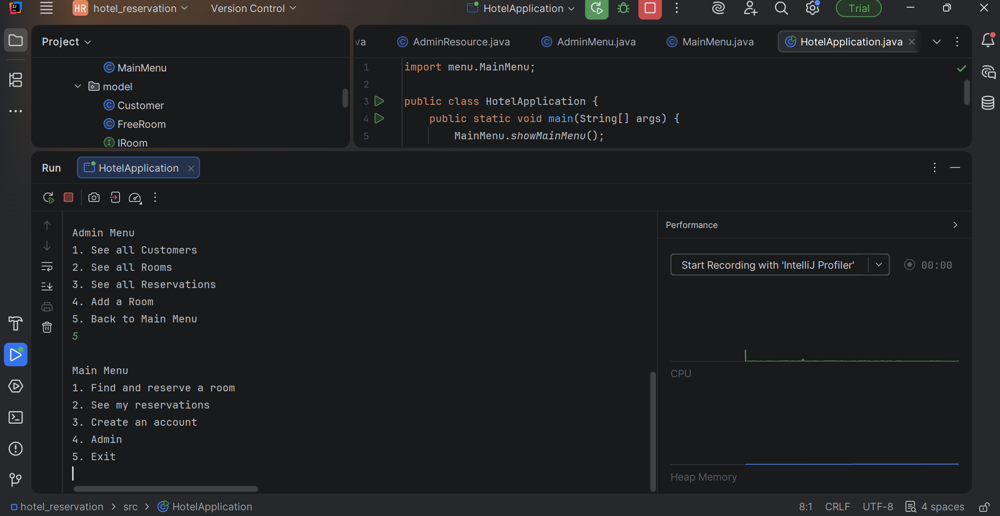 HR hotel_reservation Version Control HotelApplication Trial
Project
MainMenu
model
Customer
FreeRoom
IRoom
va AdminResource.java AdminMenu.java MainMenu.java HotelApplication.java
1 import menu.MainMenu;
2
3 public class HotelApplication {
4 public static void main(String[] args) {
5 MainMenu.showMainMenu();
Run HotelApplication
Admin Menu
1. See all Customers
2. See all Rooms
3. See all Reservations
4. Add a Room
5. Back to Main Menu
5
Main Menu
1. Find and reserve a room
2. See my reservations
3. Create an account
4. Admin
5. Exit
Performance
Start Recording with 'IntelliJ Profiler' 00:00
CPU
Heap Memory
hotel_reservation > src > HotelApplication 8:1 CRLF UTF-8 4 spaces